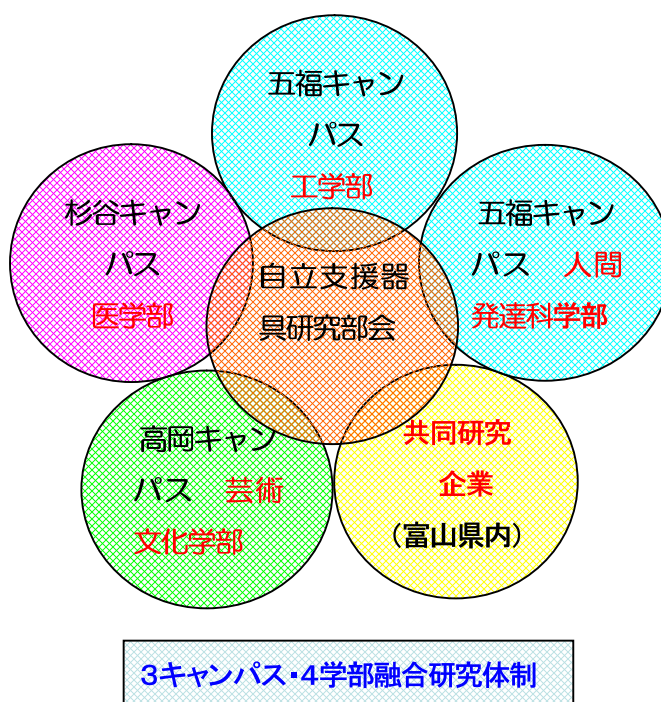 五福キャン
パス
工学部
杉谷キャン
パス
医学部
五福キャン
パス　人間
発達科学部
自立支援器
具研究部会
高岡キャン
パス　芸術
文化学部
共同研究
企業
（富山県内）
3キャンパス・4学部融合研究体制